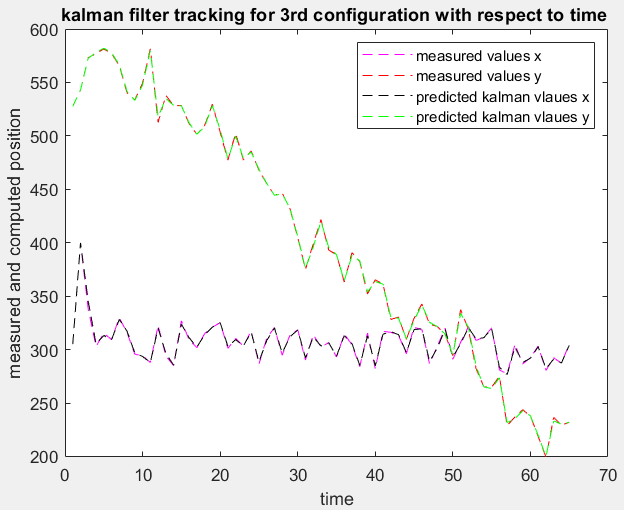 kalman filter tracking for 3rd configuration with respect to time
600
550
500
450
400
350
300
250
200
measured and computed position
measured values x
measured values y
predicted kalman vlaues x
predicted kalman vlaues y
0 10 20 30 40 50 60 70
time